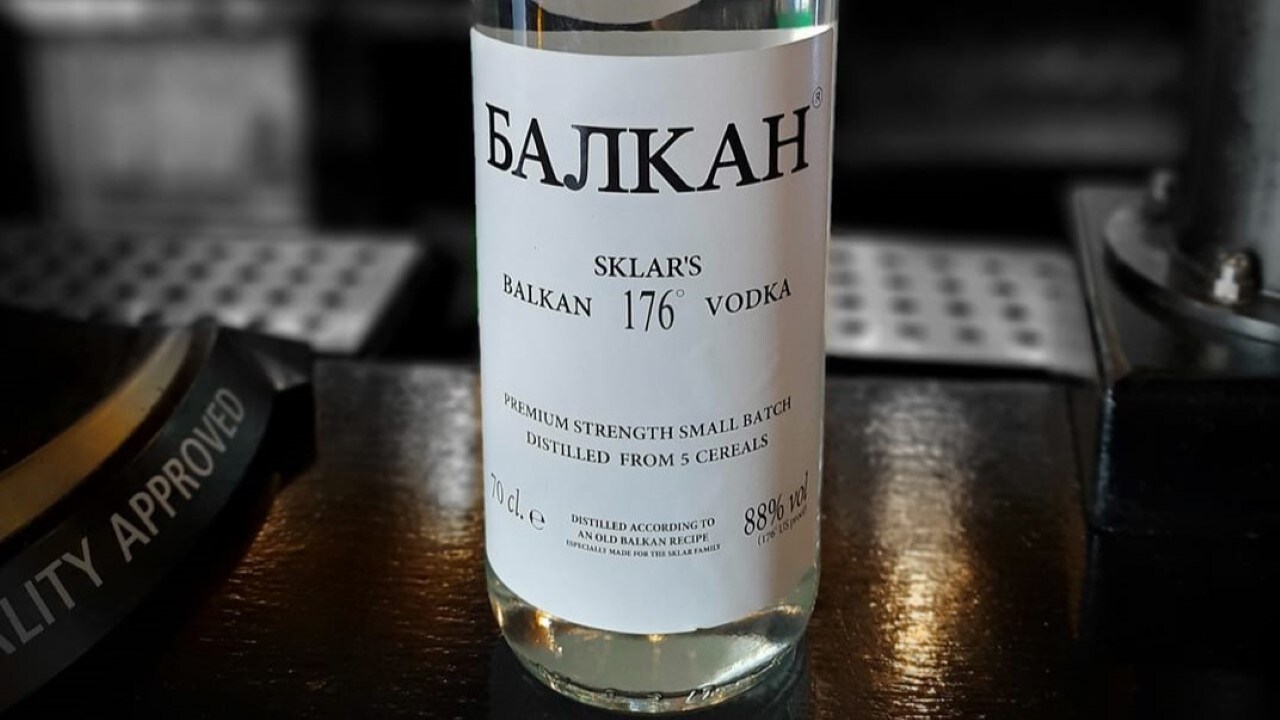 БАЛКАН®
SKLAR'S
BALKAN 176° VODKA
PREMIUM STRENGTH SMALL BATCH
DISTILLED FROM 5 CEREALS
70 cl. ℮
DISTILLED ACCORDING TO
AN OLD BALKAN RECIPE
ESPECIALLY MADE FOR THE SKLAR FAMILY
88% vol
(176° US proof)
ALITY APPROVED